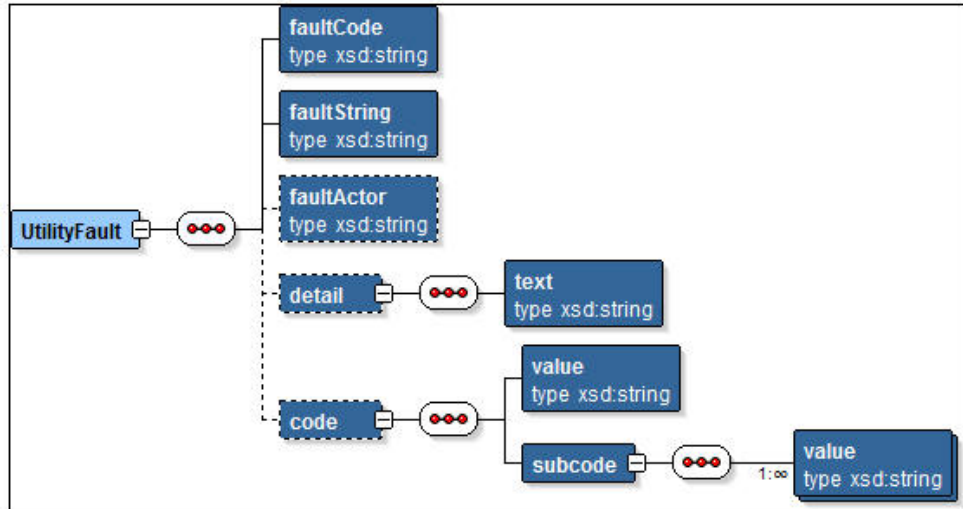 faultCode
type xsd:string
faultString
type xsd:string
faultActor
type xsd:string
UtilityFault
detail
text
type xsd:string
value
type xsd:string
code
subcode
1:∞
value
type xsd:string